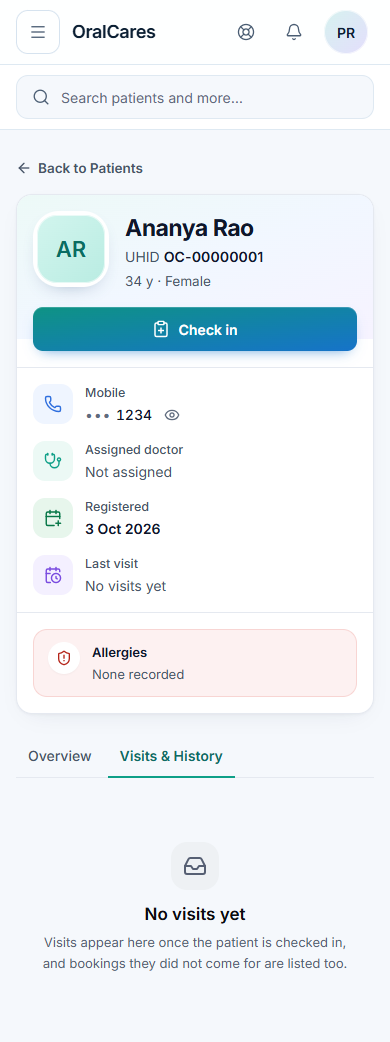 OralCares
PR
Search patients and more...
Back to Patients
AR
Ananya Rao
UHID OC-00000001
34 y · Female
Check in
Mobile
••• 1234
Assigned doctor
Not assigned
Registered
3 Oct 2026
Last visit
No visits yet
Allergies
None recorded
Overview
Visits & History
No visits yet
Visits appear here once the patient is checked in,
and bookings they did not come for are listed too.